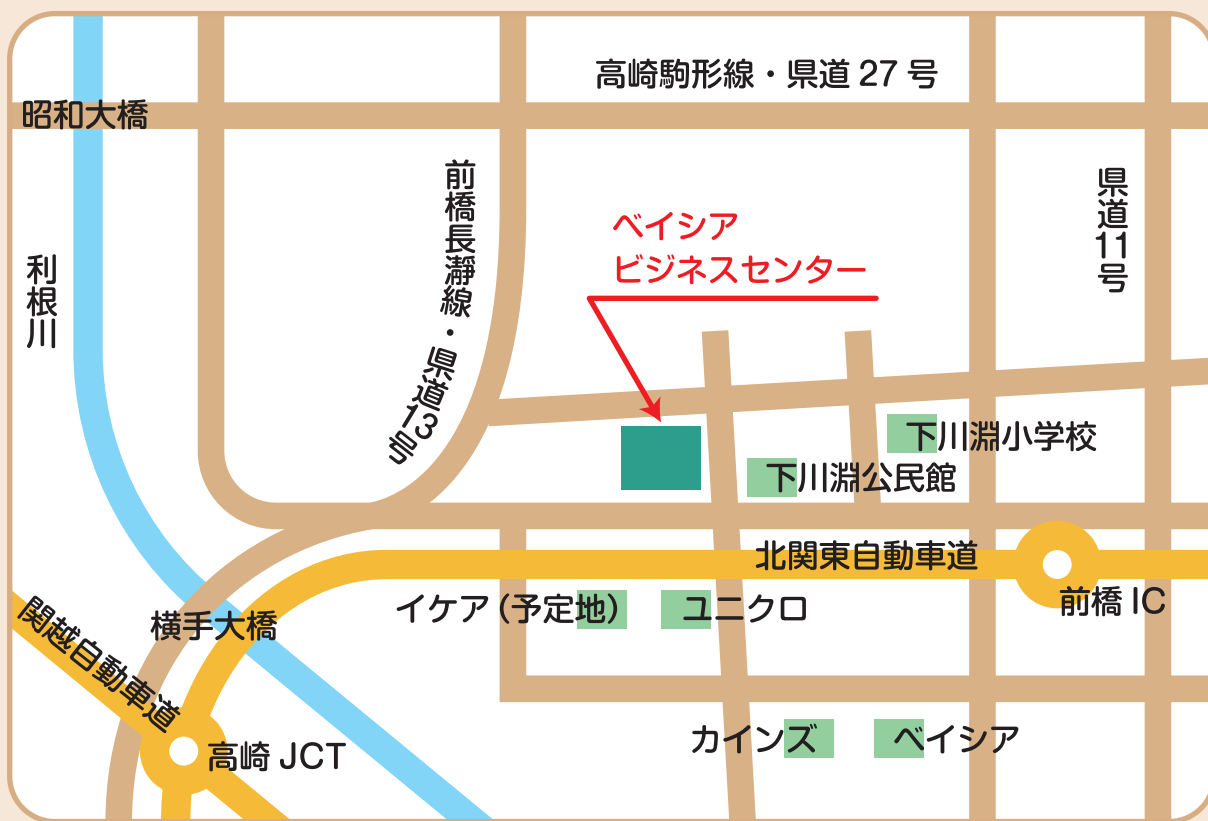 高崎駒形線・県道 27 号
昭和大橋
前橋長瀞線・県道13号
県道11号
ベイシア
ビジネスセンター
利根川
下川淵小学校
下川淵公民館
北関東自動車道
前橋 IC
イケア（予定地）
ユニクロ
横手大橋
関越自動車道
高崎 JCT
カインズ
ベイシア